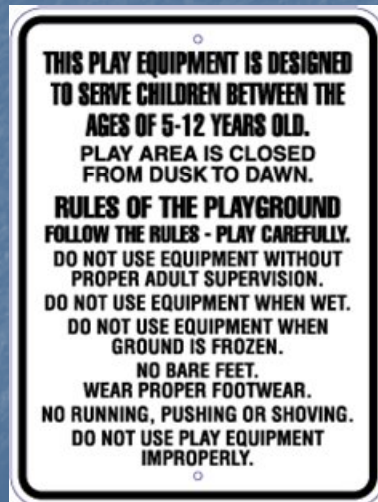 THIS PLAY EQUIPMENT IS DESIGNED
TO SERVE CHILDREN BETWEEN THE
AGES OF 5-12 YEARS OLD.
PLAY AREA IS CLOSED
FROM DUSK TO DAWN.
RULES OF THE PLAYGROUND
FOLLOW THE RULES - PLAY CAREFULLY.
DO NOT USE EQUIPMENT WITHOUT
PROPER ADULT SUPERVISION.
DO NOT USE EQUIPMENT WHEN WET.
DO NOT USE EQUIPMENT WHEN
GROUND IS FROZEN.
NO BARE FEET.
WEAR PROPER FOOTWEAR.
NO RUNNING, PUSHING OR SHOVING.
DO NOT USE PLAY EQUIPMENT
IMPROPERLY.